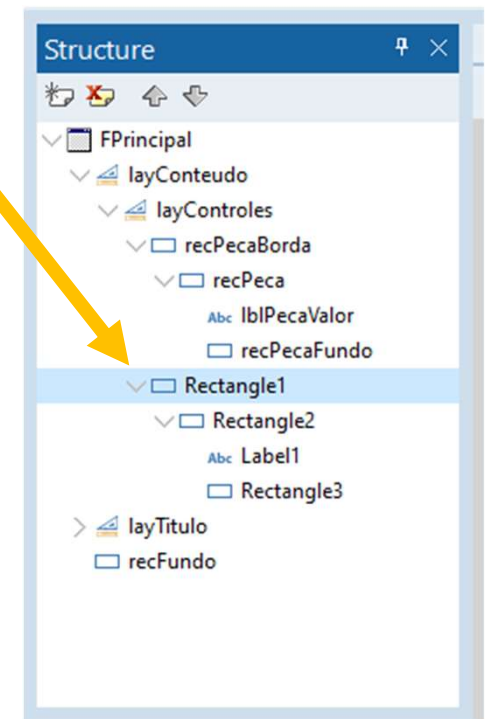 Structure
FPrincipal
layConteudo
layControles
recPecaBorda
recPeca
Abc lblPecaValor
recPecaFundo
Rectangle1
Rectangle2
Abc Label1
Rectangle3
layTitulo
recFundo